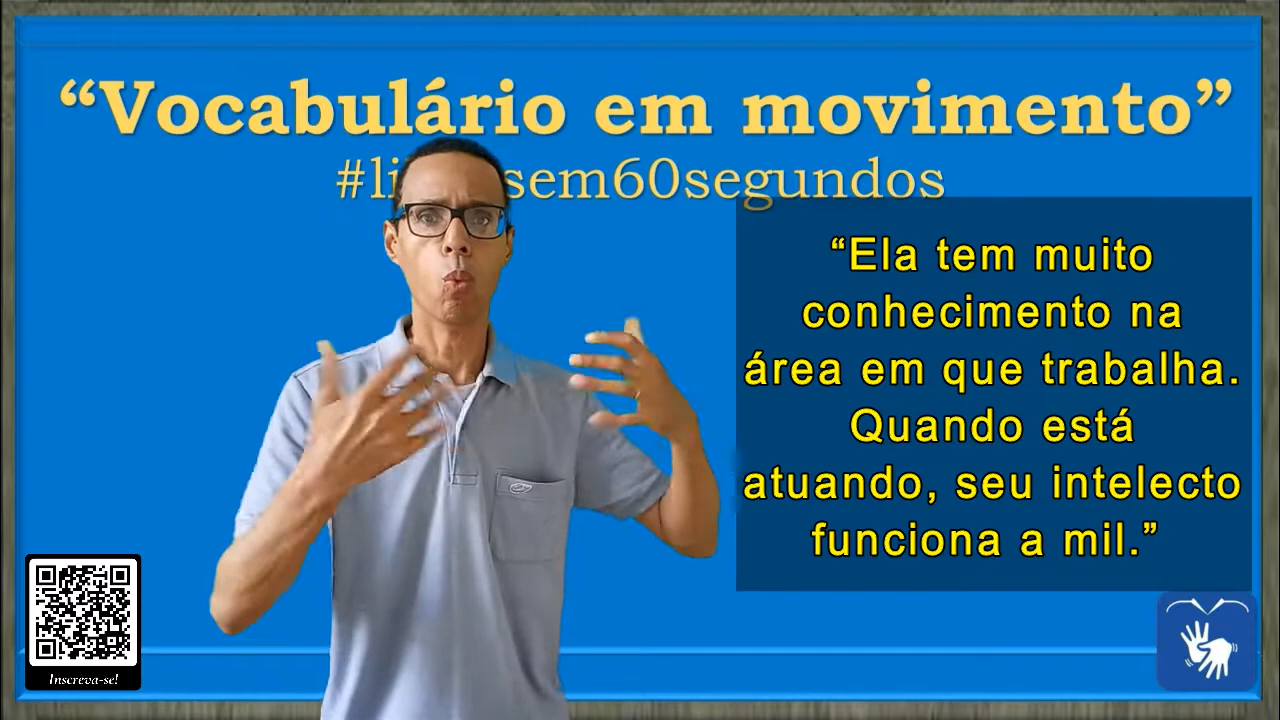 “Vocabulário em movimento”
#li sem60segundos
“Ela tem muito
conhecimento na
área em que trabalha.
Quando está
atuando, seu intelecto
funciona a mil.”
Inscreva-se!